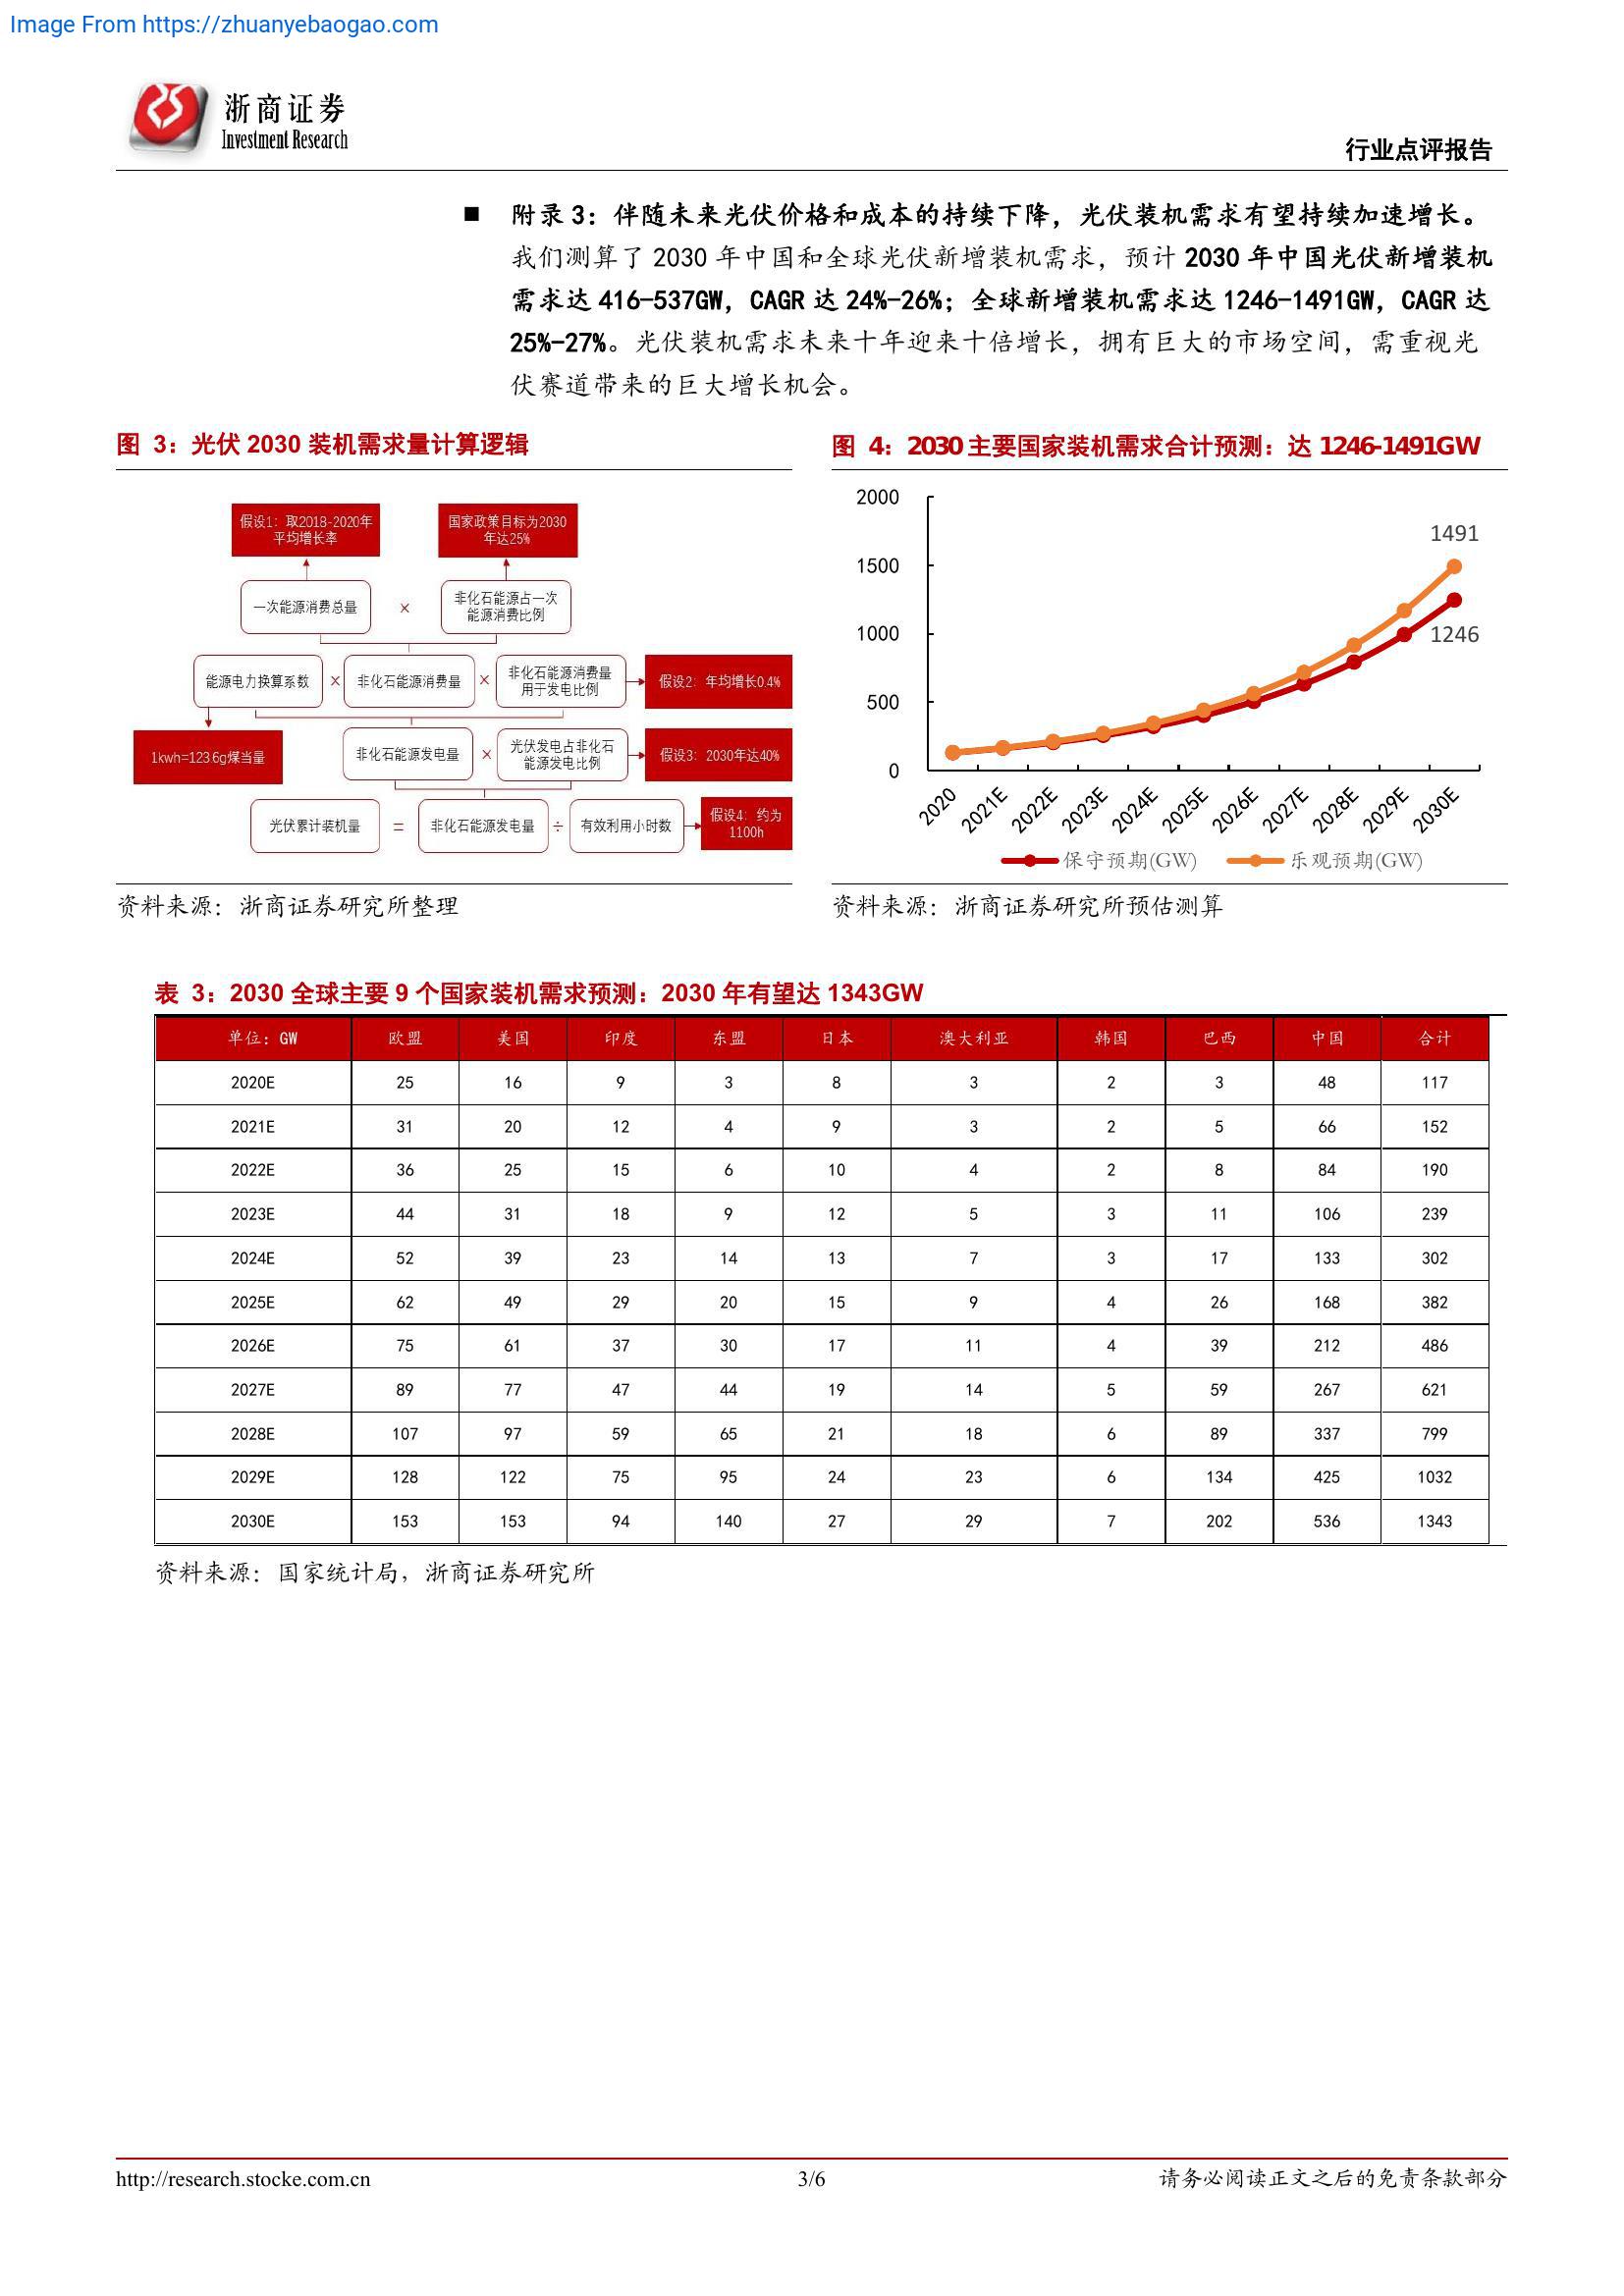 Image From https://zhuanyebaogao.com
浙商证券
Investment Research
行业点评报告
■ 附录 3：伴随未来光伏价格和成本的持续下降，光伏装机需求有望持续加速增长。
我们测算了 2030 年中国和全球光伏新增装机需求，预计 2030 年中国光伏新增装机
需求达 416-537GW，CAGR 达 24%-26%；全球新增装机需求达 1246-1491GW，CAGR 达
25%-27%。光伏装机需求未来十年迎来十倍增长，拥有巨大的市场空间，需重视光
伏赛道带来的巨大增长机会。
图 3：光伏 2030 装机需求量计算逻辑
假设1：取2018-2020年
平均增长率
国家政策目标为2030
年达25%
一次能源消费总量
×
非化石能源占一次
能源消费比例
能源电力换算系数
×
非化石能源消费量
×
非化石能源消费量
用于发电比例
假设2：年均增长0.4%
1kwh=123.6g煤当量
非化石能源发电量
×
光伏发电占非化石
能源发电比例
假设3：2030年达40%
光伏累计装机量
=
非化石能源发电量
÷
有效利用小时数
假设4：约为
1100h
资料来源：浙商证券研究所整理
图 4：2030 主要国家装机需求合计预测：达 1246-1491GW
2000
1500
1000
500
0
1491
1246
2020 2021E 2022E 2023E 2024E 2025E 2026E 2027E 2028E 2029E 2030E
保守预期(GW) 乐观预期(GW)
资料来源：浙商证券研究所预估测算
表 3：2030 全球主要 9 个国家装机需求预测：2030 年有望达 1343GW
单位：GW 欧盟 美国 印度 东盟 日本 澳大利亚 韩国 巴西 中国 合计
2020E 25 16 9 3 8 3 2 3 48 117
2021E 31 20 12 4 9 3 2 5 66 152
2022E 36 25 15 6 10 4 2 8 84 190
2023E 44 31 18 9 12 5 3 11 106 239
2024E 52 39 23 14 13 7 3 17 133 302
2025E 62 49 29 20 15 9 4 26 168 382
2026E 75 61 37 30 17 11 4 39 212 486
2027E 89 77 47 44 19 14 5 59 267 621
2028E 107 97 59 65 21 18 6 89 337 799
2029E 128 122 75 95 24 23 6 134 425 1032
2030E 153 153 94 140 27 29 7 202 536 1343
资料来源：国家统计局，浙商证券研究所
http://research.stocke.com.cn
3/6
请务必阅读正文之后的免责条款部分